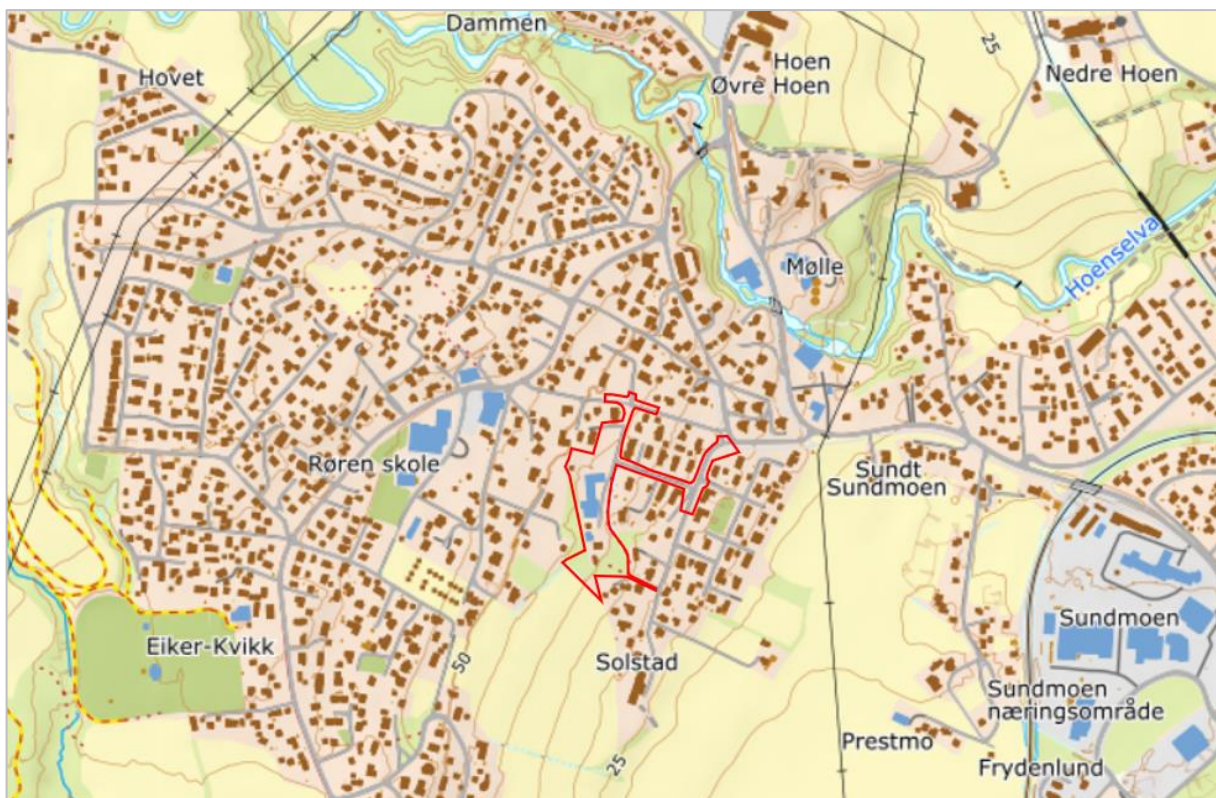 Dammen
Hovet
Hoen
Øvre Hoen
25
Nedre Hoen
Mølle
Hoenselva
Røren skole
Sundt
Sundmoen
Sundmoen
Eiker-Kvikk
50
Solstad
Sundmoen
næringsområde
Prestmo
25
Frydenlund